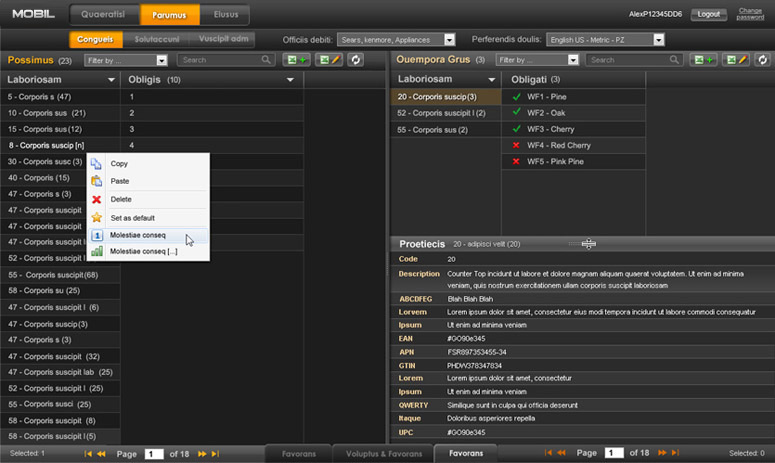 MOBIL Quaeratisi Parumus Elusus AlexP12345DD6 Logout Change password
Congueis Salutaccuni Vuscipit adm Officiis debiti: Sears, kenmore, Appliances Perferendis doulis: English US - Metric - PZ
Possimus (23) Filter by ... Search
Laboriosam Obligis (10)
5 - Corporis s (47) 1
10 - Corporis sus (21) 2
15 - Corporis sus (12) 3
8 - Corporis suscip [n] 4
30 - Corporis susc (3)
40 - Corporis (15)
47 - Corporis s (3)
47 - Corporis suscipit
47 - Corporis suscipit
47 - Corporis suscipit l
52 - Corporis suscipit l
55 - Corporis suscipit(68)
58 - Corporis su (25)
47 - Corporis suscipit l (6)
47 - Corporis suscip(3)
47 - Corporis s (3)
47 - Corporis suscipit (32)
47 - Corporis suscipit lab (25)
52 - Corporis suscipit l (25)
55 - Corporis susci (25)
58 - Corporis suscipit (8)
58 - Corporis suscipit l(5)
Copy
Paste
Delete
Set as default
1 Molestiae conseq
Molestiae conseq [...]
Selected: 1 Page 1 of 18
Ouempora Grus (3) Filter by ... Search
Laboriosam Obligati (3)
20 - Corporis suscip(3) WF1 - Pine
52 - Corporis suscipit l (2) WF2 - Oak
55 - Corporis sus (2) WF3 - Cherry
WF4 - Red Cherry
WF5 - Pink Pine
Proetiecis 20 - adipisci velit (20)
Code 20
Description Counter Top incidunt ut labore et dolore magnam aliquam quaerat voluptatem. Ut enim ad minima
veniam, quis nostrum exercitationem ullam corporis suscipit laboriosam
ABCDFEG Blah Blah Blah
Lorvem Lorem ipsum dolor sit amet, consectetur eius modi tempora incidunt ut labore commodi consequatur
Ipsum Ut enim ad minima veniam
EAN #GO90e345
APN FSR897353455-34
GTIN PHDW378347834
Lorem Lorem ipsum dolor sit amet, consectetur
Ipsum Ut enim ad minima veniam
QWERTY Similique sunt in culpa qui officia deserunt
Itaque Doloribus asperiores repella
UPC #GO90e345
Favorans Voluptus & Favorans Favorans Page 1 of 18 Selected: 0